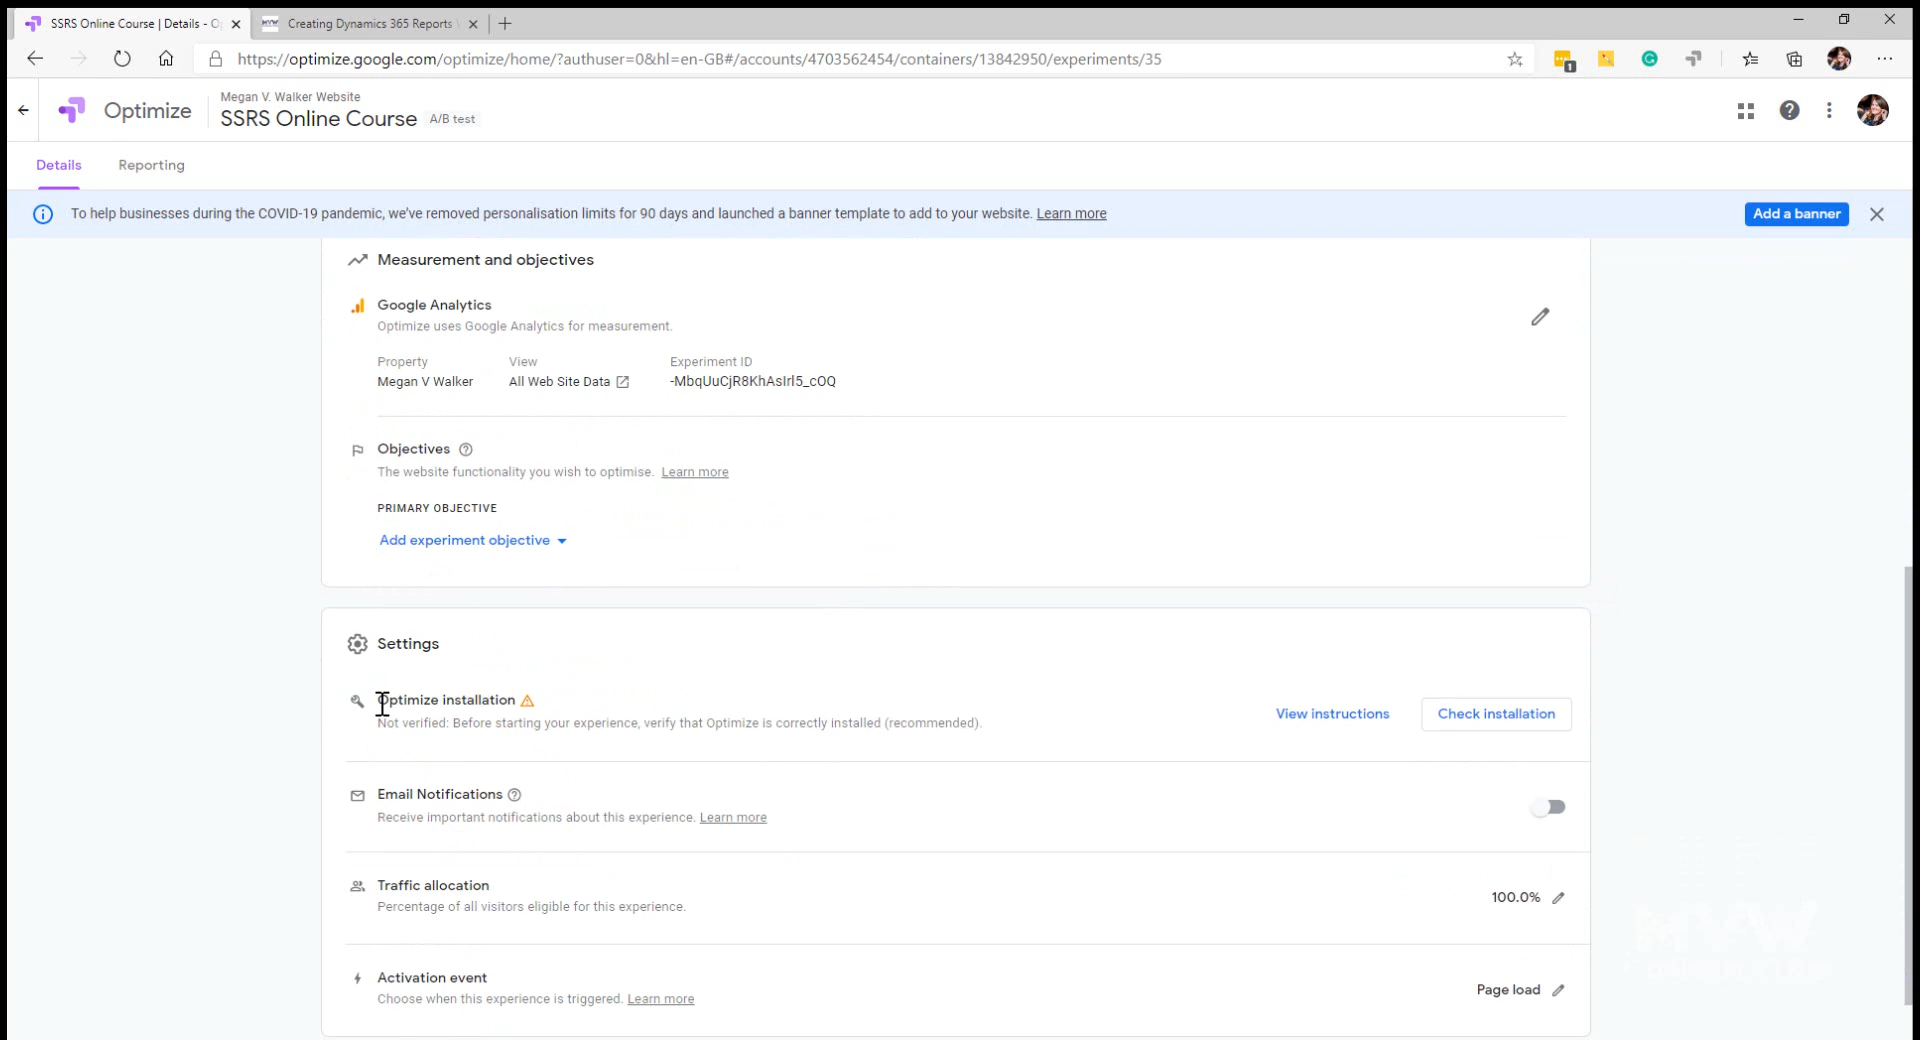 SSRS Online Course | Details - O
Creating Dynamics 365 Reports
https://optimize.google.com/optimize/home/?authuser=0&hl=en-GB#/accounts/4703562454/containers/13842950/experiments/35
1
Optimize
Megan V. Walker Website
SSRS Online Course A/B test
Details Reporting
To help businesses during the COVID-19 pandemic, we've removed personalisation limits for 90 days and launched a banner template to add to your website. Learn more
Add a banner
Measurement and objectives
Google Analytics
Optimize uses Google Analytics for measurement.
Property View Experiment ID
Megan V Walker All Web Site Data -MbqUuCjR8KhAsIrl5_cOQ
Objectives
The website functionality you wish to optimise. Learn more
PRIMARY OBJECTIVE
Add experiment objective
Settings
Optimize installation
Not verified: Before starting your experience, verify that Optimize is correctly installed (recommended).
View instructions Check installation
Email Notifications
Receive important notifications about this experience. Learn more
Traffic allocation
Percentage of all visitors eligible for this experience.
100.0%
Activation event
Choose when this experience is triggered. Learn more
Page load
MVW